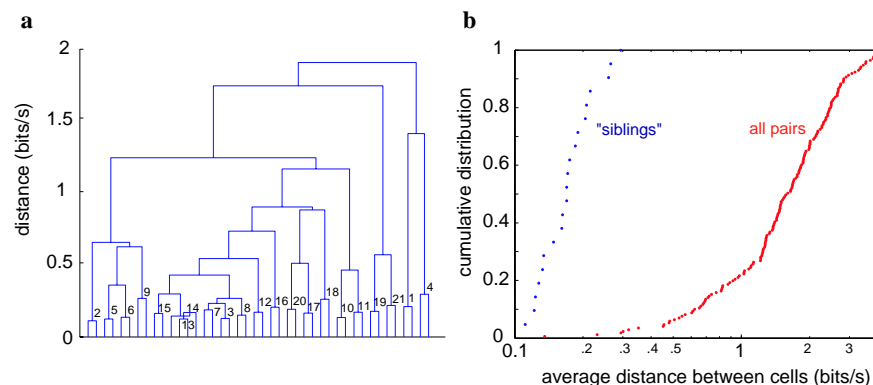 a
2
1.5
1
0.5
0
distance (bits/s)
2 5 6 9 15 13 14 7 3 8 12 16 20 17 18 10 11 19 21 1 4
b
1
0.8
0.6
0.4
0.2
0
cumulative distribution
"siblings"
all pairs
0.1 .2 .3 .4 .5 1 2 3
average distance between cells (bits/s)